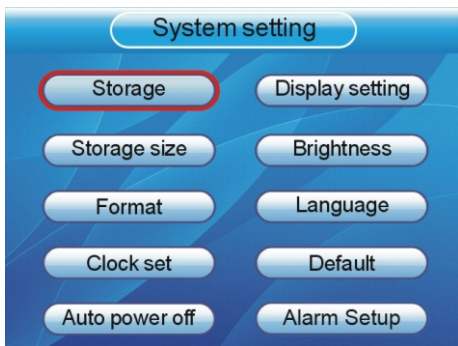 System setting
Storage
Display setting
Storage size
Brightness
Format
Language
Clock set
Default
Auto power off
Alarm Setup